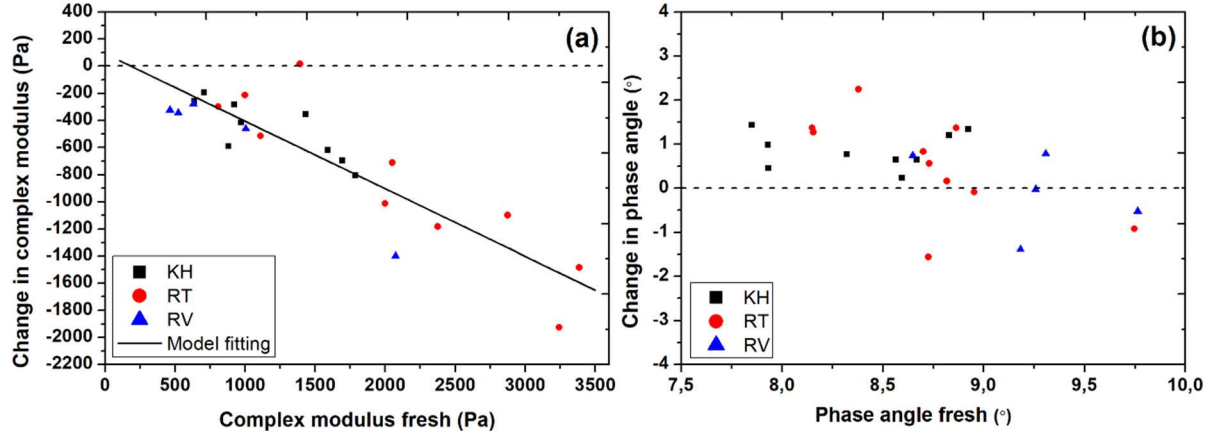 (a)
Change in complex modulus (Pa)
400
200
0
-200
-400
-600
-800
-1000
-1200
-1400
-1600
-1800
-2000
-2200
KH
RT
RV
Model fitting
0 500 1000 1500 2000 2500 3000 3500
Complex modulus fresh (Pa)
(b)
Change in phase angle (°)
4
3
2
1
0
-1
-2
-3
-4
KH
RT
RV
7,5 8,0 8,5 9,0 9,5 10,0
Phase angle fresh (°)